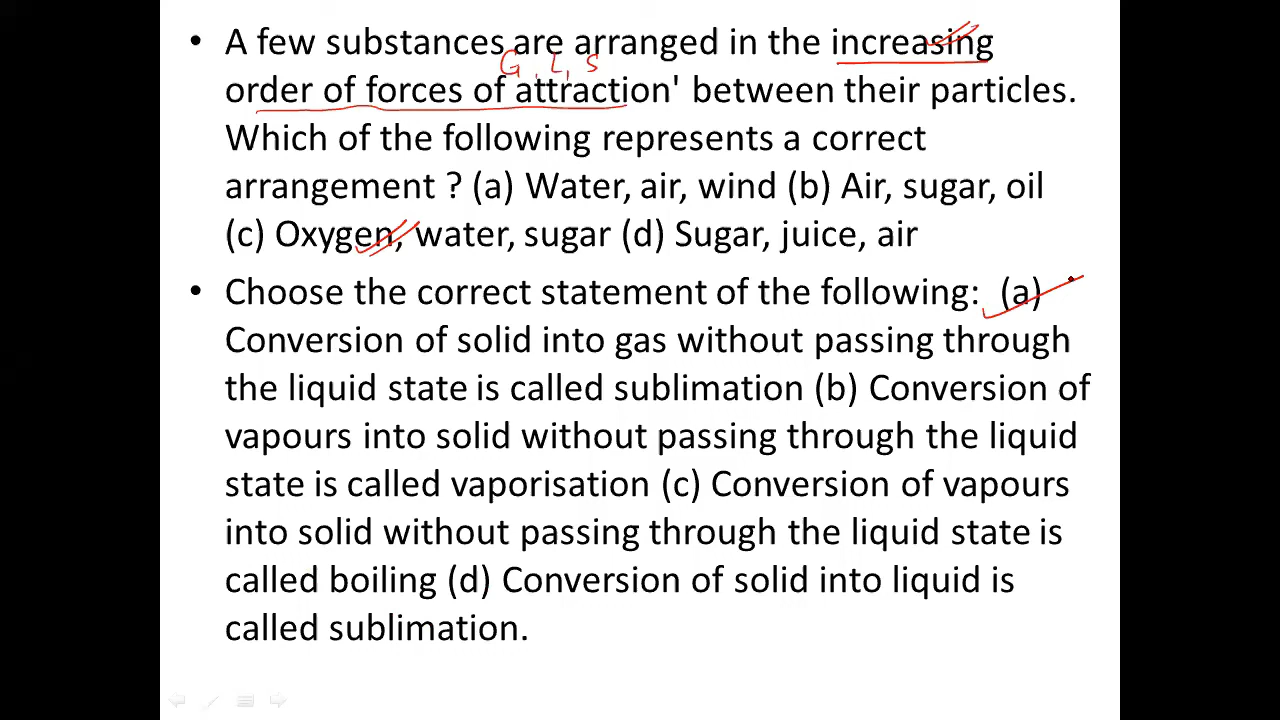 • A few substances are arranged in the increasing
G, L, S
order of forces of attraction' between their particles.
Which of the following represents a correct
arrangement ? (a) Water, air, wind (b) Air, sugar, oil
(c) Oxygen, water, sugar (d) Sugar, juice, air
• Choose the correct statement of the following: (a)
Conversion of solid into gas without passing through
the liquid state is called sublimation (b) Conversion of
vapours into solid without passing through the liquid
state is called vaporisation (c) Conversion of vapours
into solid without passing through the liquid state is
called boiling (d) Conversion of solid into liquid is
called sublimation.